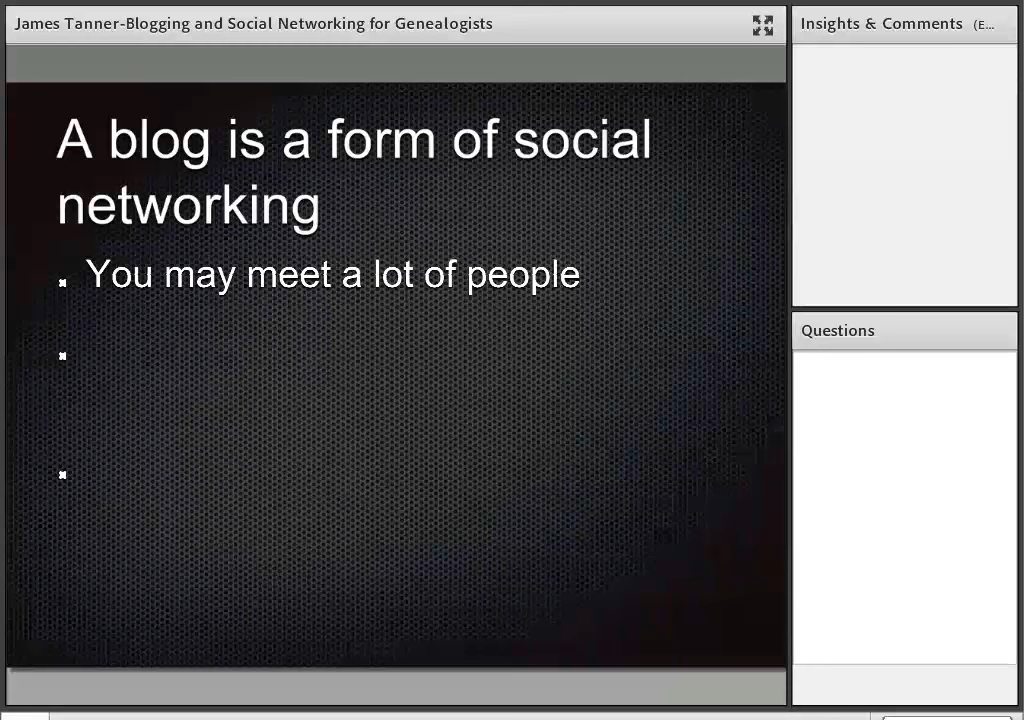 James Tanner-Blogging and Social Networking for Genealogists
Insights & Comments (E...
A blog is a form of social
networking
You may meet a lot of people
Questions